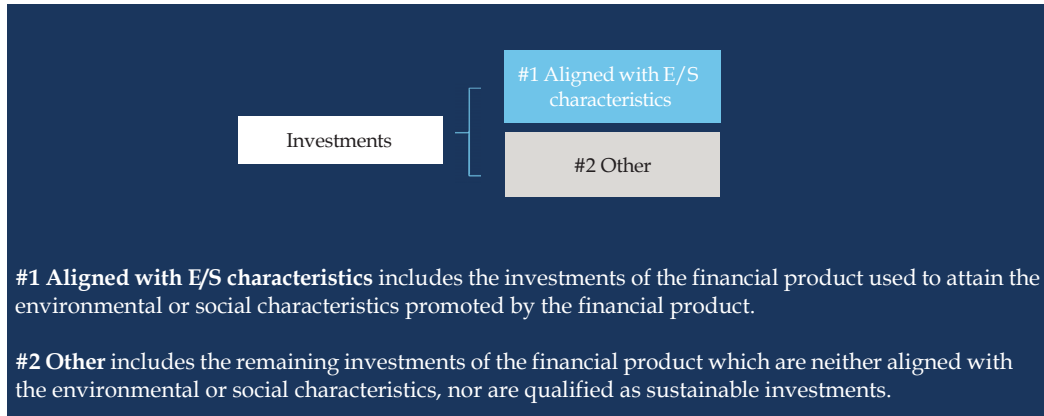 #1 Aligned with E/S
characteristics
Investments
#2 Other
#1 Aligned with E/S characteristics includes the investments of the financial product used to attain the
environmental or social characteristics promoted by the financial product.
#2 Other includes the remaining investments of the financial product which are neither aligned with
the environmental or social characteristics, nor are qualified as sustainable investments.